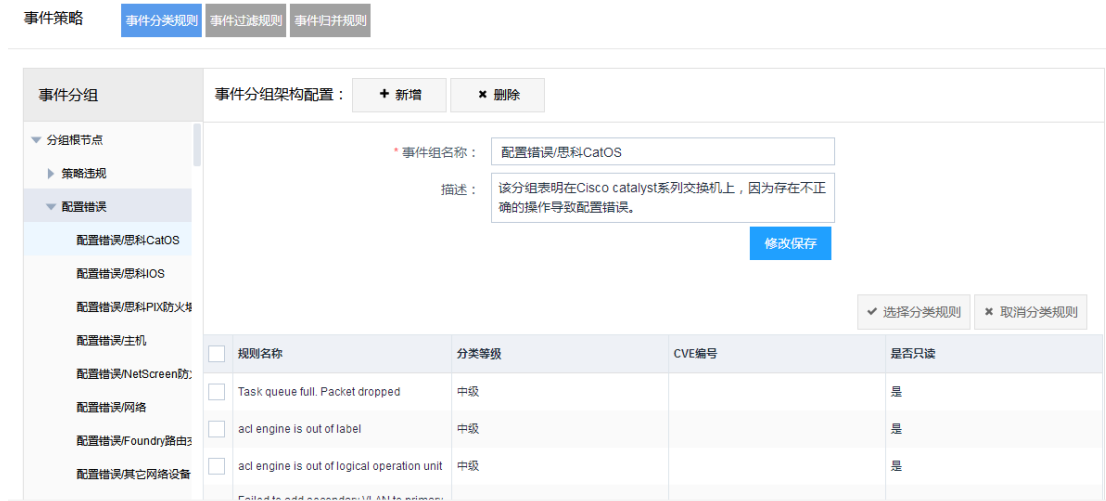 事件策略 事件分类规则 事件过滤规则 事件归并规则
事件分组
分组根节点
策略违规
配置错误
配置错误/思科CatOS
配置错误/思科IOS
配置错误/思科PIX防火墙
配置错误/主机
配置错误/NetScreen防
配置错误/网络
配置错误/Foundry路由
配置错误/其它网络设备
事件分组架构配置： 新增 删除
* 事件组名称： 配置错误/思科CatOS
描述： 该分组表明在Cisco catalyst系列交换机上，因为存在不正
确的操作导致配置错误。
修改保存
选择分类规则 取消分类规则
规则名称 分类等级 CVE编号 是否只读
Task queue full. Packet dropped 中级 是
acl engine is out of label 中级 是
acl engine is out of logical operation unit 中级 是
Failed to add secondary VLAN to primary